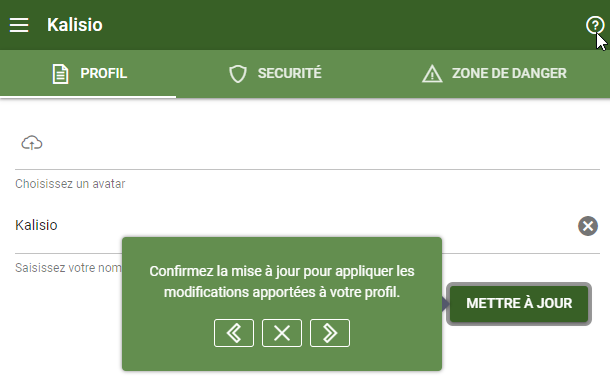 Kalisio
PROFIL
SECURITÉ
ZONE DE DANGER
Choisissez un avatar
Kalisio
Saisissez votre nom
Confirmez la mise à jour pour appliquer les
modifications apportées à votre profil.
METTRE À JOUR